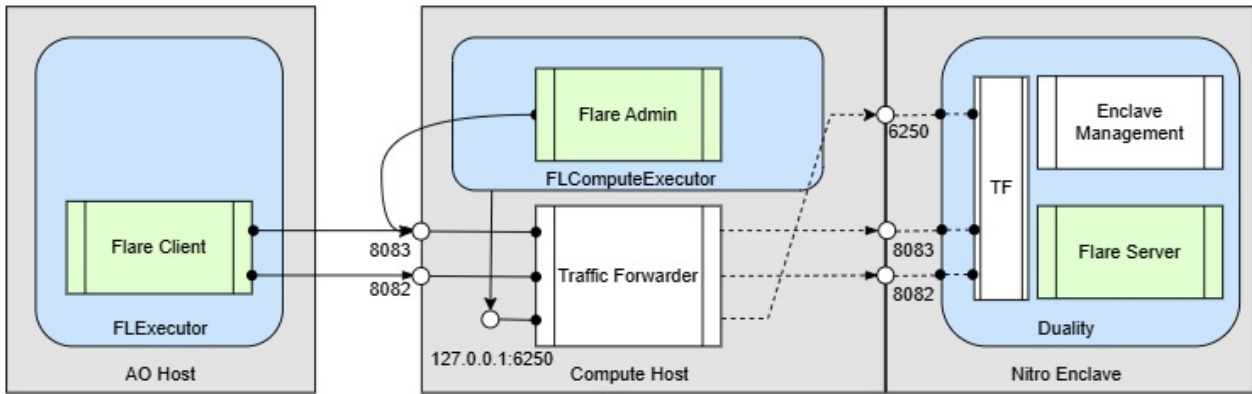 Flare Client
FLExecutor
AO Host
Flare Admin
FLComputeExecutor
8083
8082
Traffic Forwarder
127.0.0.1:6250
Compute Host
6250
8083
8082
TF
Enclave
Management
Flare Server
Duality
Nitro Enclave